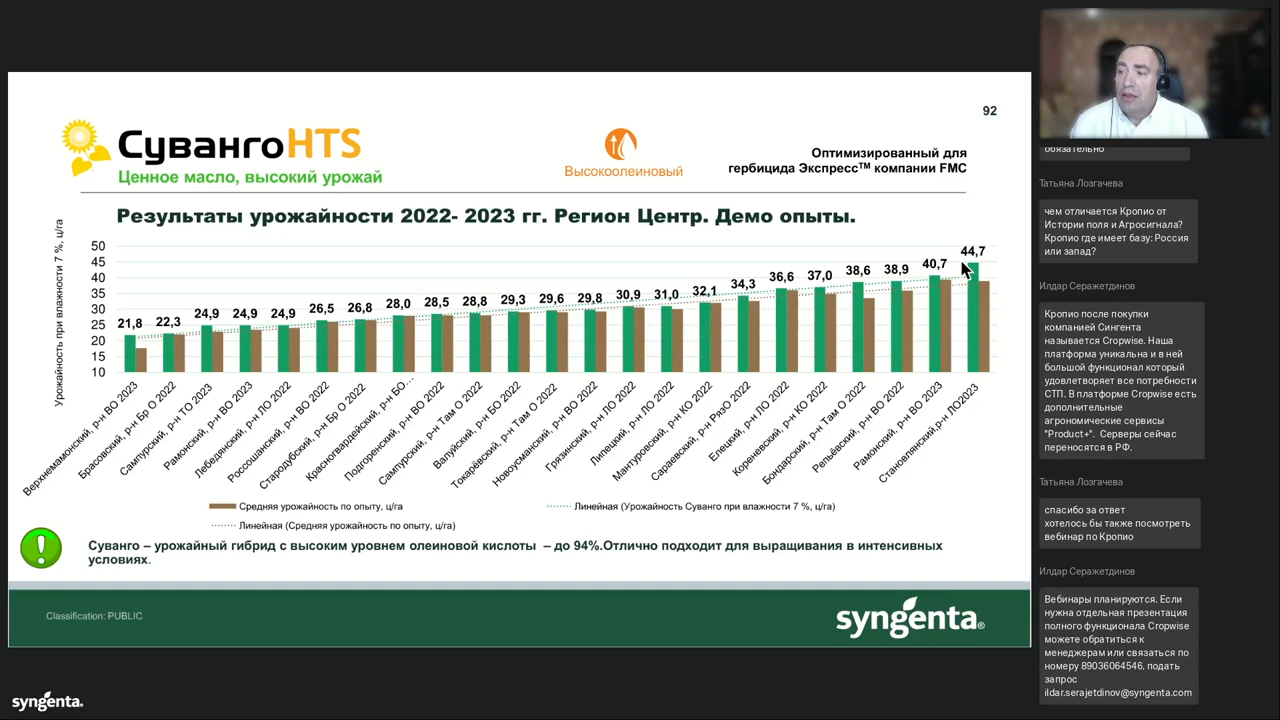 92
СувангоHTS
Ценное масло, высокий урожай
Высокоолеиновый
Оптимизированный для
гербицида Экспресс™ компании FMC
Результаты урожайности 2022- 2023 гг. Регион Центр. Демо опыты.
Урожайность при влажности 7 %, ц/га
50
45
40
35
30
25
20
15
10
21,8
22,3
24,9
24,9
24,9
26,5
26,8
28,0
28,5
28,8
29,3
29,6
29,8
30,9
31,0
32,1
34,3
36,6
37,0
38,6
38,9
40,7
44,7
Верхнемамонский, р-н ВО 2023
Брасовский, р-н Бр О 2022
Сампурский, р-н ТО 2023
Рамонский, р-н ВО 2023
Лебедянский, р-н ЛО 2022
Россошанский, р-н ВО 2022
Стародубский, р-н Бр О 2022
Красногвардейский, р-н БО...
Подгоренский, р-н ВО 2022
Сампурский, р-н Там О 2022
Валуйский, р-н БО 2022
Токарёвский, р-н Там О 2022
Новоусманский, р-н ВО 2022
Грязинский, р-н ЛО 2022
Липецкий, р-н ЛО 2022
Мантуровский, р-н КО 2022
Сараевский, р-н РязО 2022
Елецкий, р-н ЛО 2022
Кореневский, р-н КО 2022
Бондарский, р-н Там О 2022
Репьёвский, р-н ВО 2022
Рамонский, р-н ВО 2023
Становлянский,р-н ЛО2023
Средняя урожайность по опыту, ц/га
Линейная (Урожайность Суванго при влажности 7 %, ц/га)
Линейная (Средняя урожайность по опыту, ц/га)
Суванго – урожайный гибрид с высоким уровнем олеиновой кислоты – до 94%.Отлично подходит для выращивания в интенсивных
условиях.
Classification: PUBLIC
syngenta®
syngenta.
обязательно
Татьяна Лозгачева
чем отличается Кропио от
Истории поля и Агросигнала?
Кропио где имеет базу: Россия
или запад?
Илдар Серажетдинов
Кропио после покупки
компанией Сингента
называется Cropwise. Наша
платформа уникальна и в ней
большой функционал который
удовлетворяет все потребности
СТП. В платформе Cropwise есть
дополнительные
агрономические сервисы
"Product+". Серверы сейчас
переносятся в РФ.
Татьяна Лозгачева
спасибо за ответ
хотелось бы также посмотреть
вебинар по Кропио
Илдар Серажетдинов
Вебинары планируются. Если
нужна отдельная презентация
полного функционала Cropwise
можете обратиться к
менеджерам или связаться по
номеру 89036064546, подать
запрос
ildar.serajetdinov@syngenta.com